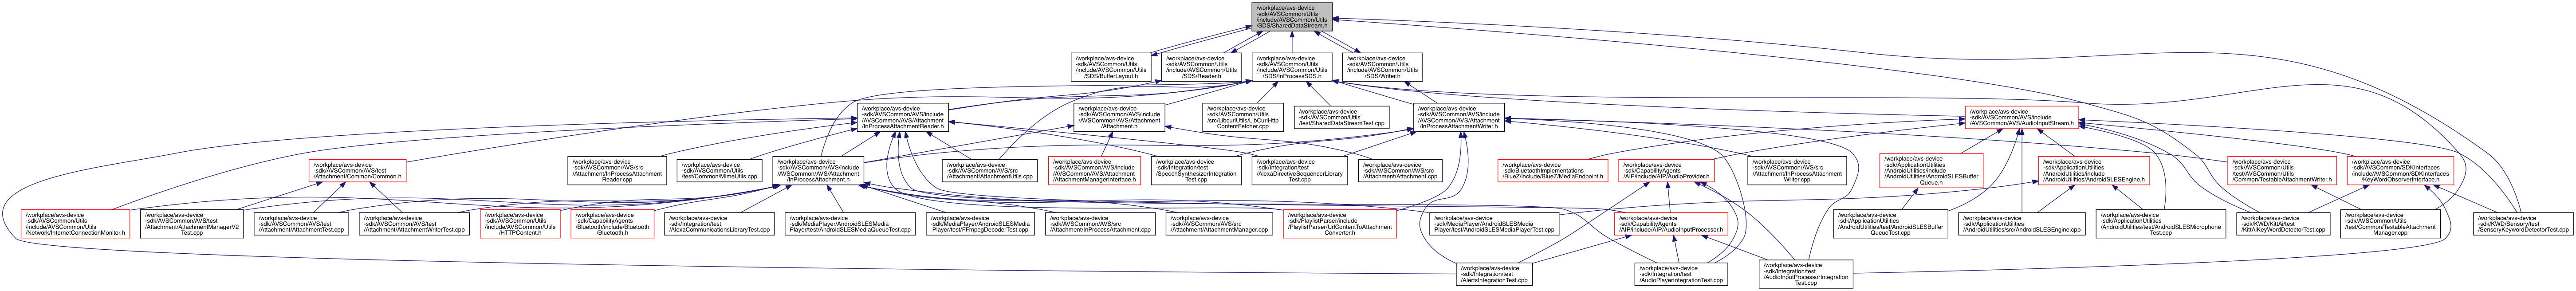 /workplace/avs-device
-sdk/AVSCommon/Utils
/include/AVSCommon/Utils
/SDS/SharedDataStream.h
/workplace/avs-device
-sdk/AVSCommon/Utils
/include/AVSCommon/Utils
/SDS/BufferLayout.h
/workplace/avs-device
-sdk/AVSCommon/Utils
/include/AVSCommon/Utils
/SDS/Reader.h
/workplace/avs-device
-sdk/AVSCommon/Utils
/include/AVSCommon/Utils
/SDS/InProcessSDS.h
/workplace/avs-device
-sdk/AVSCommon/Utils
/include/AVSCommon/Utils
/SDS/Writer.h
/workplace/avs-device
-sdk/AVSCommon/AVS/include
/AVSCommon/AVS/Attachment
/InProcessAttachmentReader.h
/workplace/avs-device
-sdk/AVSCommon/AVS/include
/AVSCommon/AVS/Attachment
/Attachment.h
/workplace/avs-device
-sdk/AVSCommon/Utils
/src/LibcurlUtils/LibCurlHttp
ContentFetcher.cpp
/workplace/avs-device
-sdk/AVSCommon/Utils
/test/SharedDataStreamTest.cpp
/workplace/avs-device
-sdk/AVSCommon/AVS/include
/AVSCommon/AVS/Attachment
/InProcessAttachmentWriter.h
/workplace/avs-device
-sdk/AVSCommon/AVS/include
/AVSCommon/AVS/AudioInputStream.h
/workplace/avs-device
-sdk/AVSCommon/AVS/test
/Attachment/Common/Common.h
/workplace/avs-device
-sdk/AVSCommon/AVS/src
/Attachment/InProcessAttachment
Reader.cpp
/workplace/avs-device
-sdk/AVSCommon/Utils
/test/Common/MimeUtils.cpp
/workplace/avs-device
-sdk/AVSCommon/AVS/include
/AVSCommon/AVS/Attachment
/InProcessAttachment.h
/workplace/avs-device
-sdk/AVSCommon/AVS/src
/Attachment/AttachmentUtils.cpp
/workplace/avs-device
-sdk/AVSCommon/AVS/include
/AVSCommon/AVS/Attachment
/AttachmentManagerInterface.h
/workplace/avs-device
-sdk/Integration/test
/SpeechSynthesizerIntegration
Test.cpp
/workplace/avs-device
-sdk/Integration/test
/AlexaDirectiveSequencerLibrary
Test.cpp
/workplace/avs-device
-sdk/AVSCommon/AVS/src
/Attachment/Attachment.cpp
/workplace/avs-device
-sdk/BluetoothImplementations
/BlueZ/include/BlueZ/MediaEndpoint.h
/workplace/avs-device
-sdk/CapabilityAgents
/AIP/include/AIP/AudioProvider.h
/workplace/avs-device
-sdk/AVSCommon/AVS/src
/Attachment/InProcessAttachment
Writer.cpp
/workplace/avs-device
-sdk/ApplicationUtilities
/AndroidUtilities/include
/AndroidUtilities/AndroidSLESBuffer
Queue.h
/workplace/avs-device
-sdk/ApplicationUtilities
/AndroidUtilities/include
/AndroidUtilities/AndroidSLESEngine.h
/workplace/avs-device
-sdk/AVSCommon/Utils
/test/AVSCommon/Utils
/Common/TestableAttachmentWriter.h
/workplace/avs-device
-sdk/AVSCommon/SDKInterfaces
/include/AVSCommon/SDKInterfaces
/KeyWordObserverInterface.h
/workplace/avs-device
-sdk/AVSCommon/Utils
/include/AVSCommon/Utils
/Network/InternetConnectionMonitor.h
/workplace/avs-device
-sdk/AVSCommon/AVS/test
/Attachment/AttachmentManager/V2
Test.cpp
/workplace/avs-device
-sdk/AVSCommon/AVS/test
/Attachment/AttachmentTest.cpp
/workplace/avs-device
-sdk/AVSCommon/AVS/test
/Attachment/AttachmentWriterTest.cpp
/workplace/avs-device
-sdk/AVSCommon/Utils
/include/AVSCommon/Utils
/HTTPContent.h
/workplace/avs-device
-sdk/CapabilityAgents
/Bluetooth/include/Bluetooth
/Bluetooth.h
/workplace/avs-device
-sdk/Integration/test
/AlexaCommunicationsLibraryTest.cpp
/workplace/avs-device
-sdk/MediaPlayer/AndroidSLESMedia
Player/test/AndroidSLESMediaQueueTest.cpp
/workplace/avs-device
-sdk/MediaPlayer/AndroidSLESMedia
Player/test/FFmpegDecoderTest.cpp
/workplace/avs-device
-sdk/AVSCommon/AVS/src
/Attachment/InProcessAttachment.cpp
/workplace/avs-device
-sdk/AVSCommon/AVS/src
/Attachment/AttachmentManager.cpp
/workplace/avs-device
-sdk/PlaylistParser/include
/PlaylistParser/UrlContentToAttachment
Converter.h
/workplace/avs-device
-sdk/MediaPlayer/AndroidSLESMedia
Player/test/AndroidSLESMediaPlayerTest.cpp
/workplace/avs-device
-sdk/CapabilityAgents
/AIP/include/AIP/AudioInputProcessor.h
/workplace/avs-device
-sdk/ApplicationUtilities
/AndroidUtilities/test/AndroidSLESBuffer
QueueTest.cpp
/workplace/avs-device
-sdk/ApplicationUtilities
/AndroidUtilities/src/AndroidSLESEngine.cpp
/workplace/avs-device
-sdk/ApplicationUtilities
/AndroidUtilities/test/AndroidSLESMicrophone
Test.cpp
/workplace/avs-device
-sdk/KWD/KittAi/test
/KittAiKeyWordDetectorTest.cpp
/workplace/avs-device
-sdk/AVSCommon/Utils
/test/Common/TestableAttachment
Manager.cpp
/workplace/avs-device
-sdk/KWD/Sensory/test
/SensoryKeywordDetectorTest.cpp
/workplace/avs-device
-sdk/Integration/test
/AlertsIntegrationTest.cpp
/workplace/avs-device
-sdk/Integration/test
/AudioPlayerIntegrationTest.cpp
/workplace/avs-device
-sdk/Integration/test
/AudioInputProcessorIntegration
Test.cpp